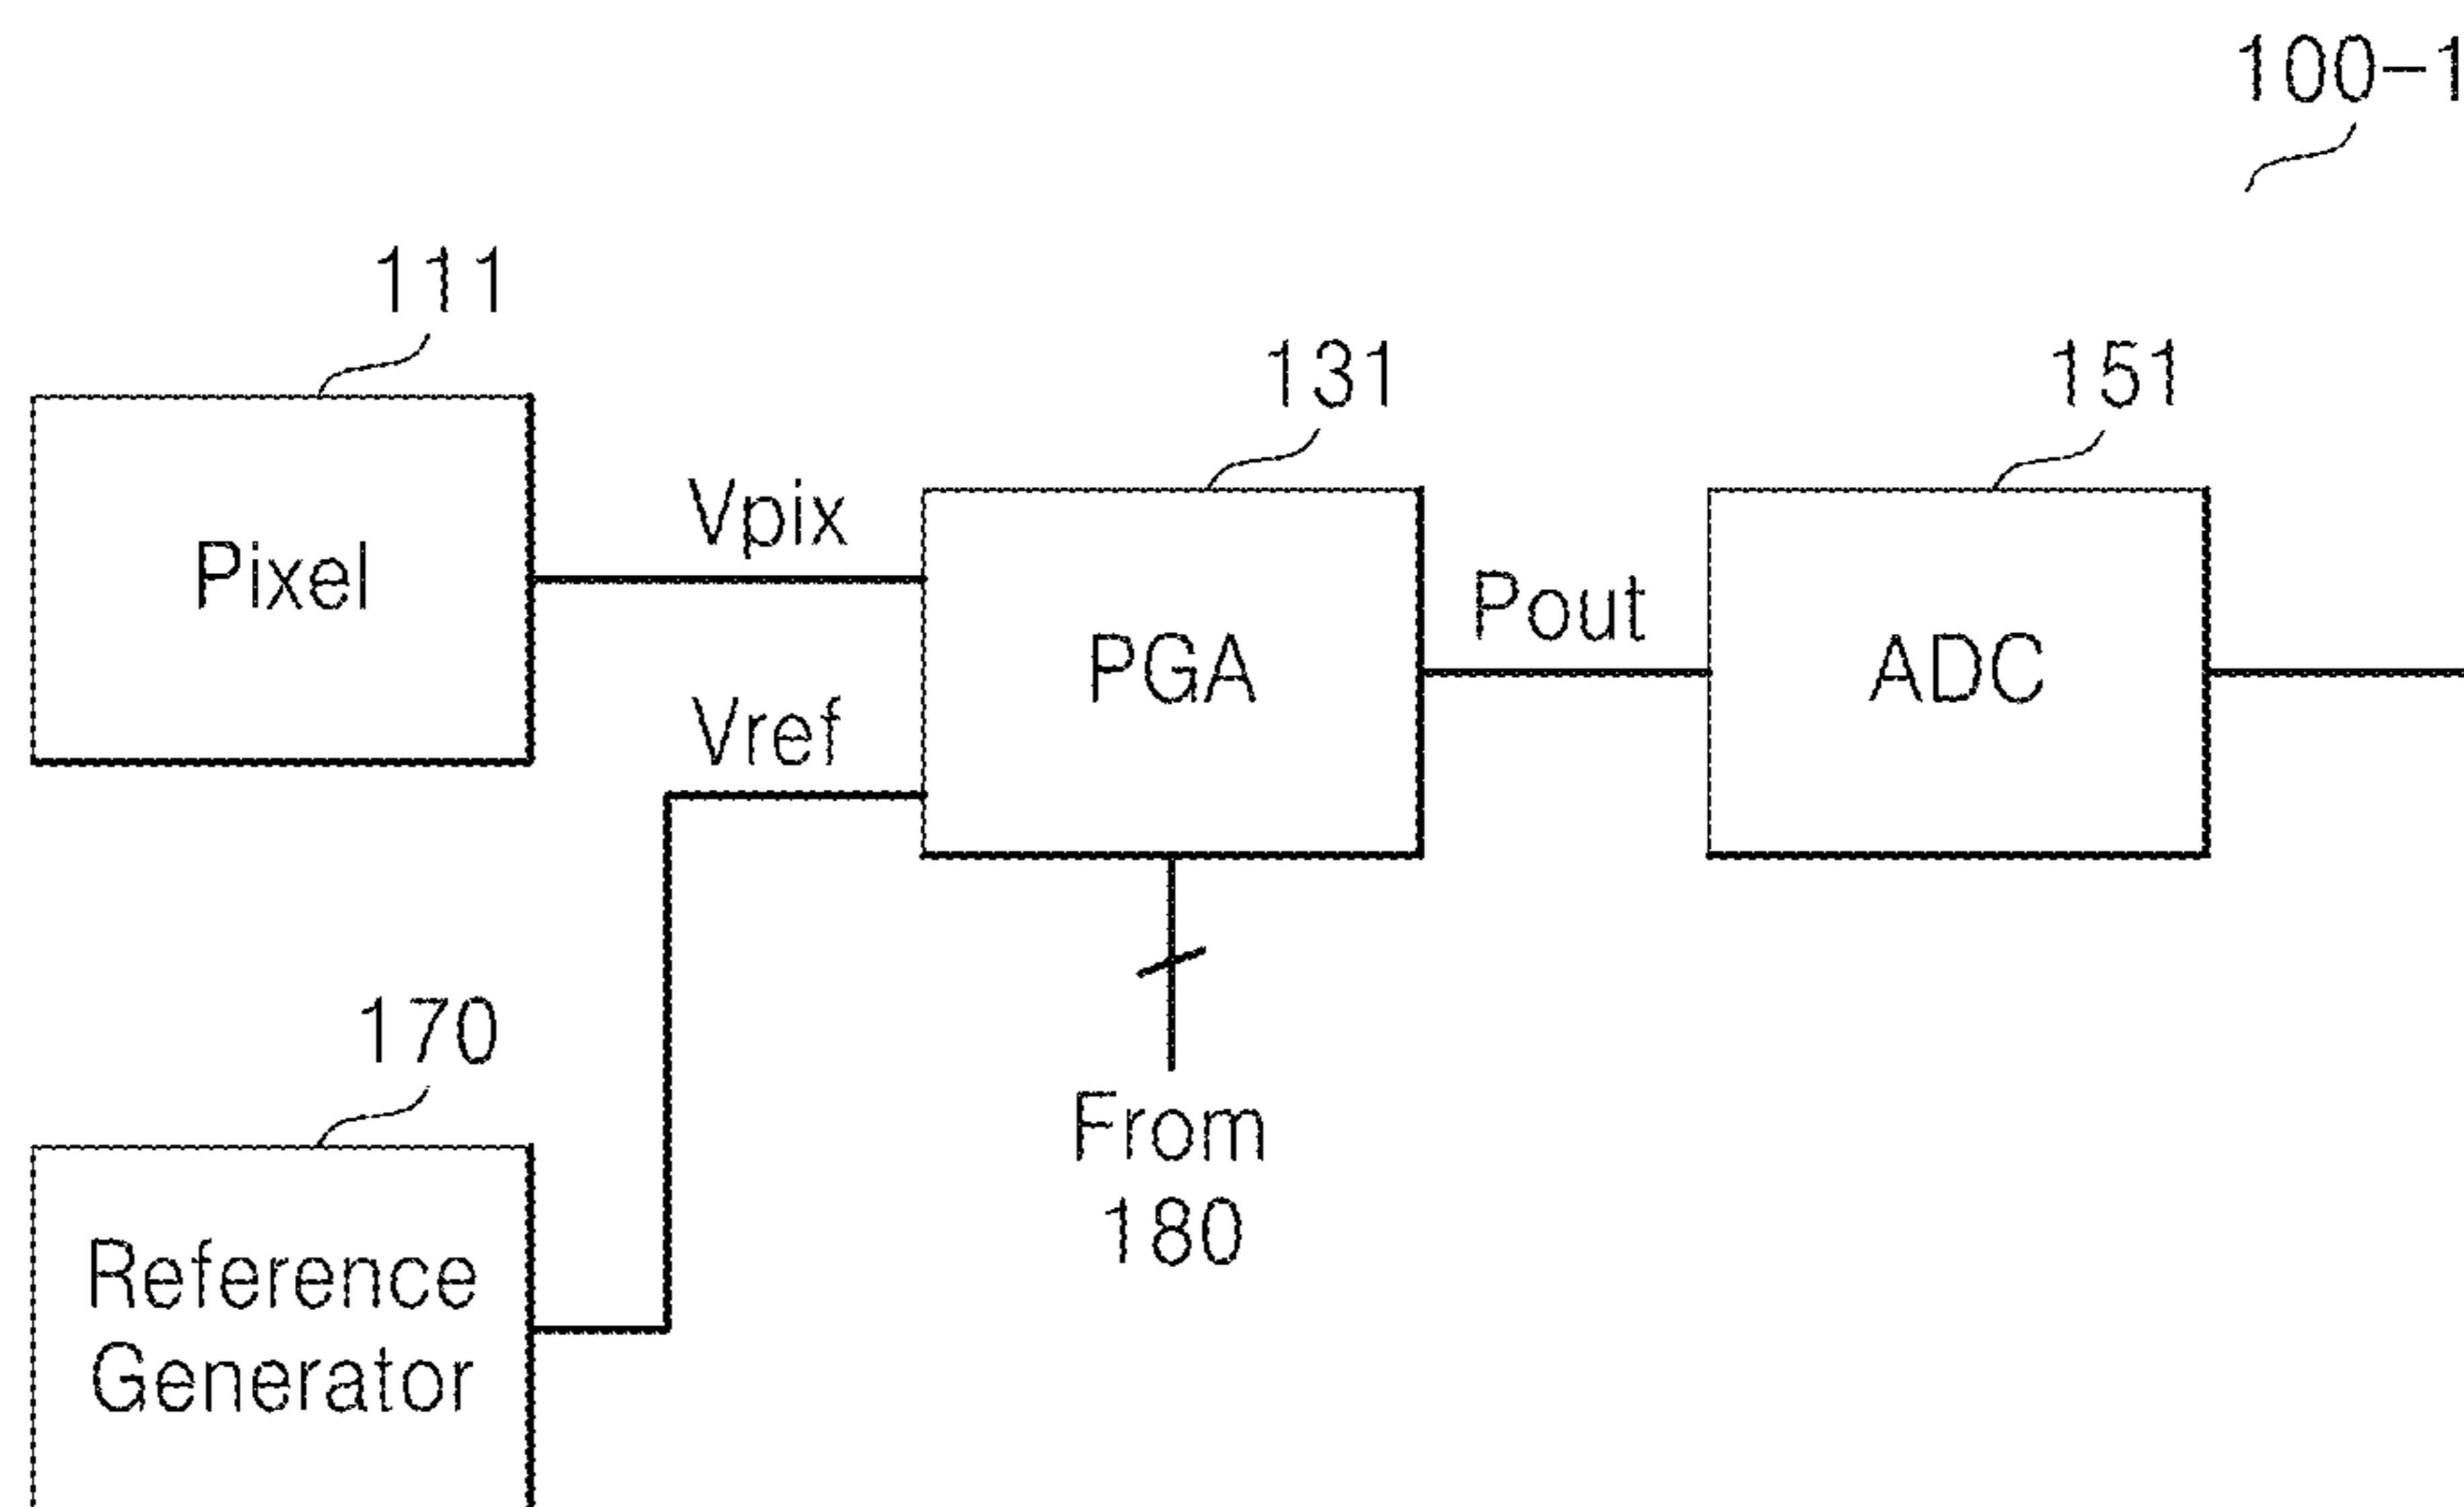 100-1
111
131
151
Vpix
Pixel
Pout
PGA
ADC
Vref
170
From
180
Reference
Generator